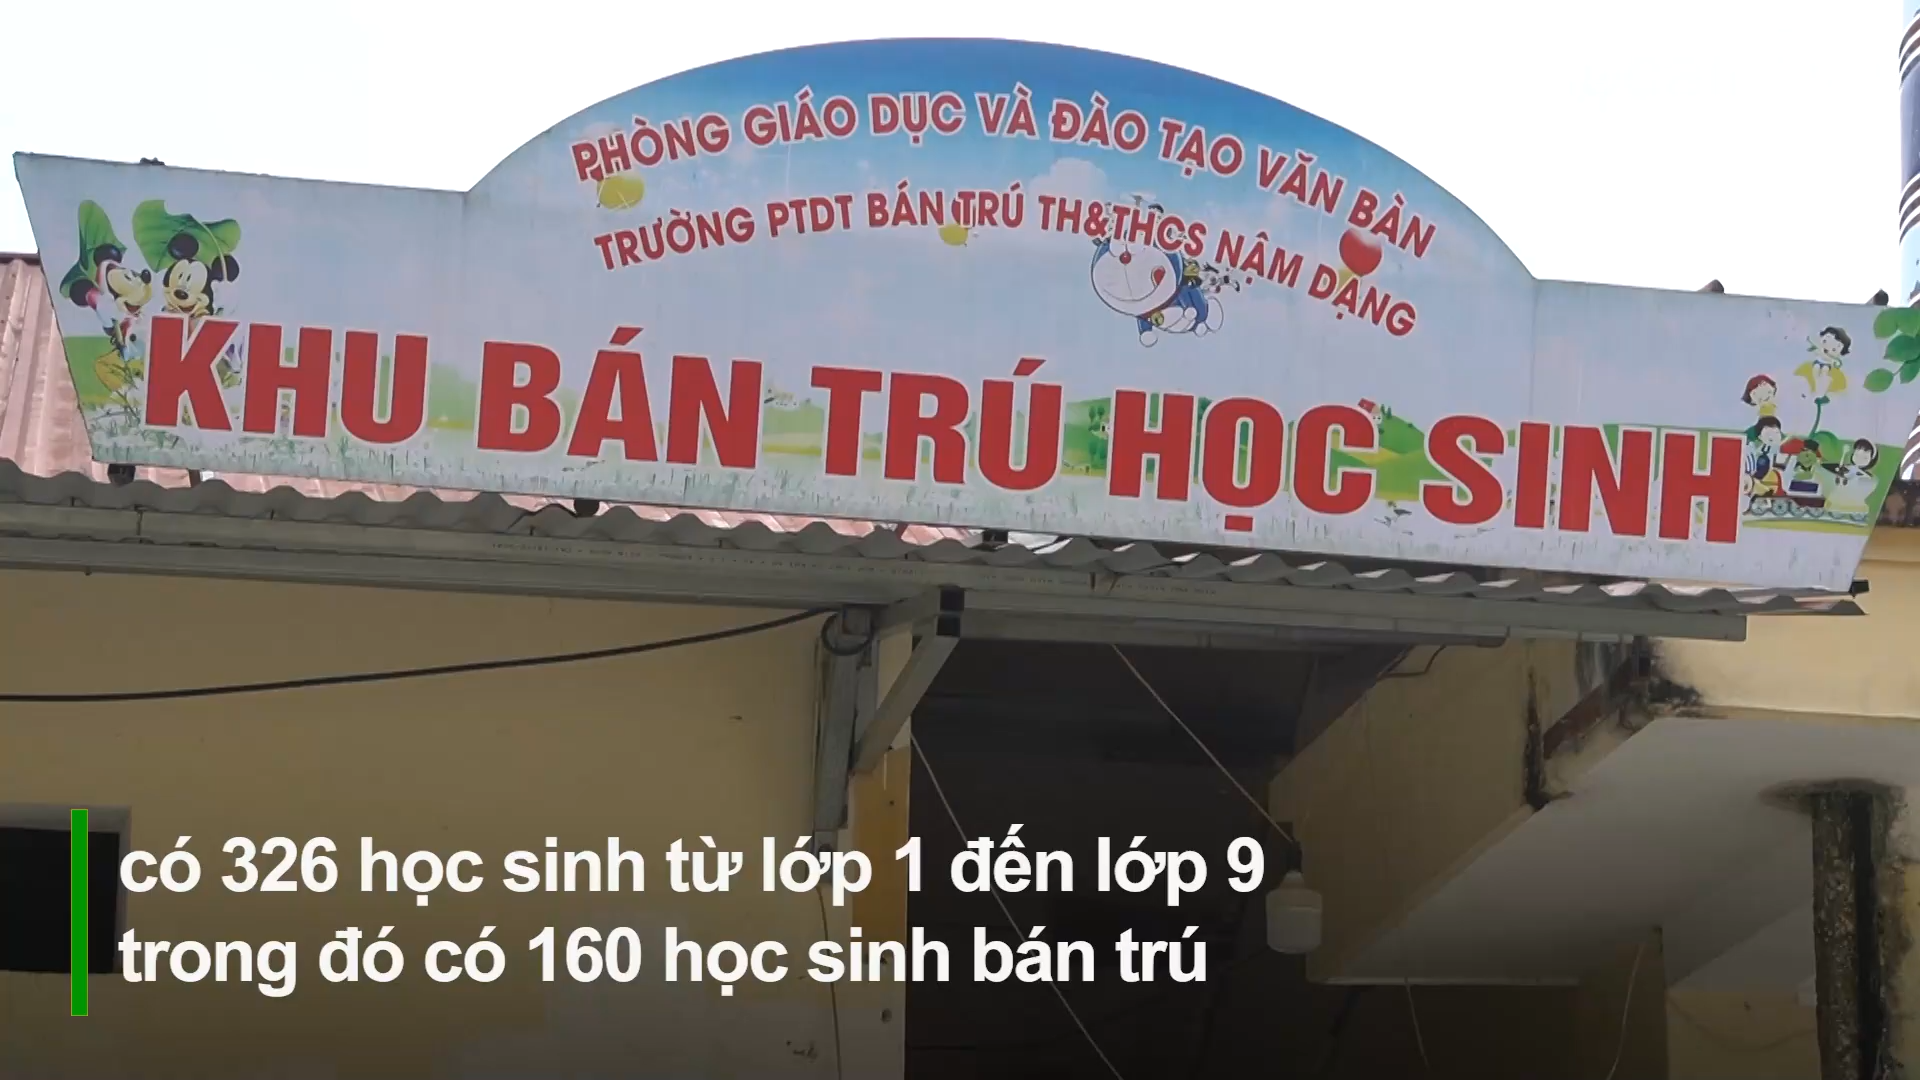 PHÒNG GIÁO DỤC VÀ ĐÀO TẠO VĂN BÀN
TRƯỜNG PTDT BÁN TRÚ TH&THCS NẬM DẠNG
KHU BÁN TRÚ HỌC SINH
có 326 học sinh từ lớp 1 đến lớp 9
trong đó có 160 học sinh bán trú